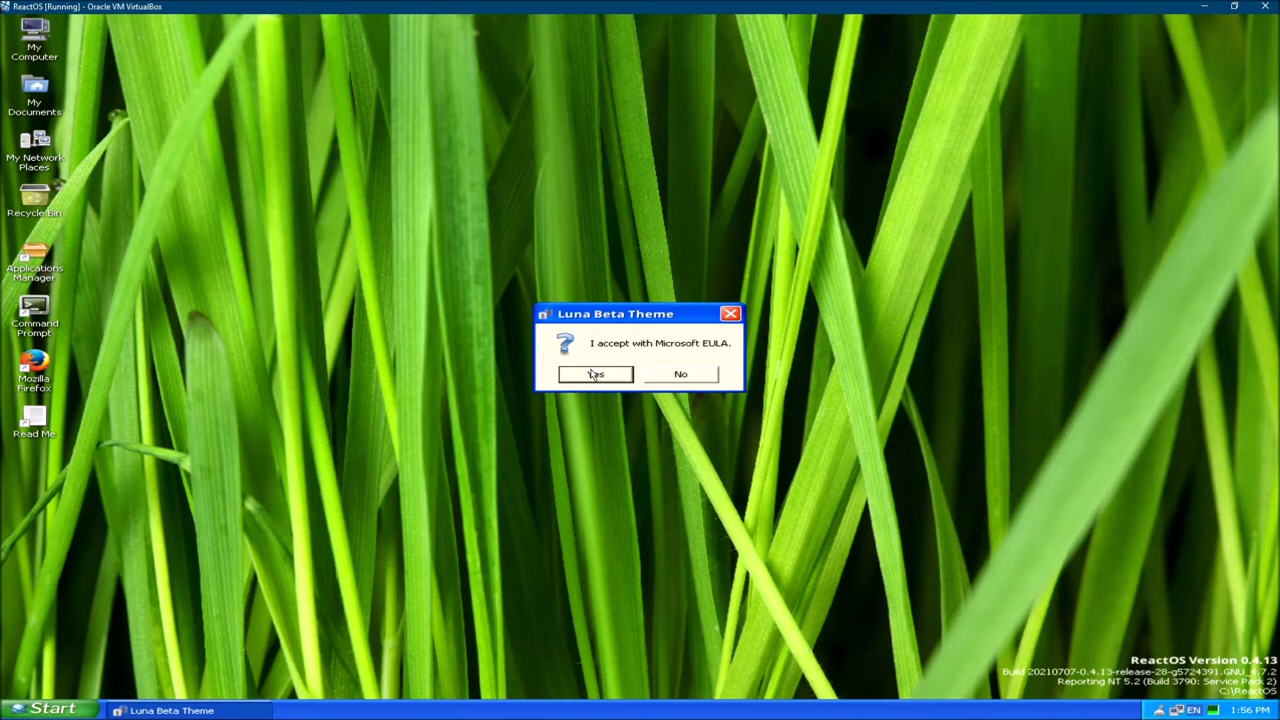 ReactOS [Running] - Oracle VM VirtualBox
My
Computer
My
Documents
My Network
Places
Recycle Bin
Applications
Manager
Command
Prompt
Mozilla
Firefox
Read Me
Luna Beta Theme
I accept with Microsoft EULA.
Yes
No
ReactOS Version 0.4.13
Build 20210707-0.4.13-release-28-g5724391.GNU_4.7.2
Reporting NT 5.2 (Build 3790: Service Pack 2)
C:\ReactOS
Start
Luna Beta Theme
EN
1:56 PM